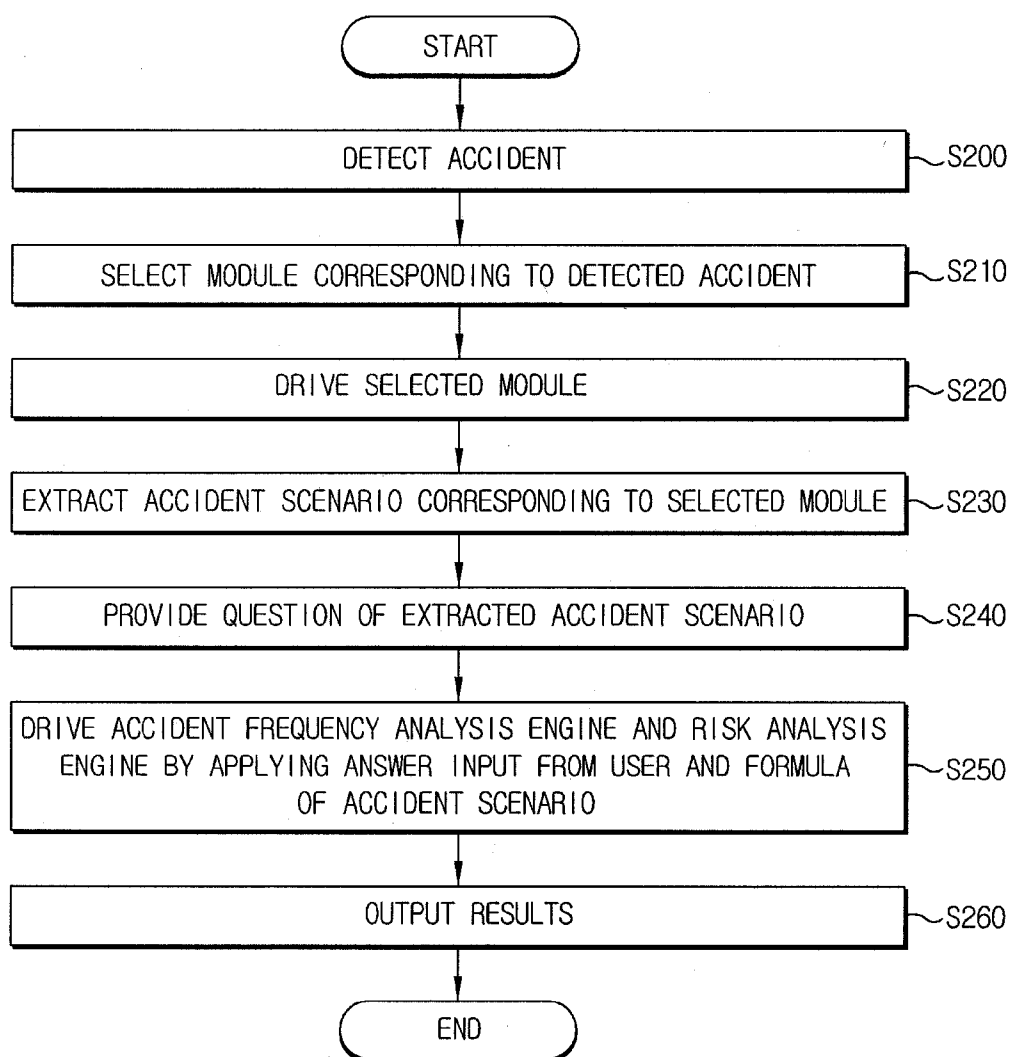 START
DETECT ACCIDENT
S200
SELECT MODULE CORRESPONDING TO DETECTED ACCIDENT
S210
DRIVE SELECTED MODULE
S220
EXTRACT ACCIDENT SCENARIO CORRESPONDING TO SELECTED MODULE
S230
PROVIDE QUESTION OF EXTRACTED ACCIDENT SCENARIO
S240
DRIVE ACCIDENT FREQUENCY ANALYSIS ENGINE AND RISK ANALYSIS
ENGINE BY APPLYING ANSWER INPUT FROM USER AND FORMULA
OF ACCIDENT SCENARIO
S250
OUTPUT RESULTS
S260
END